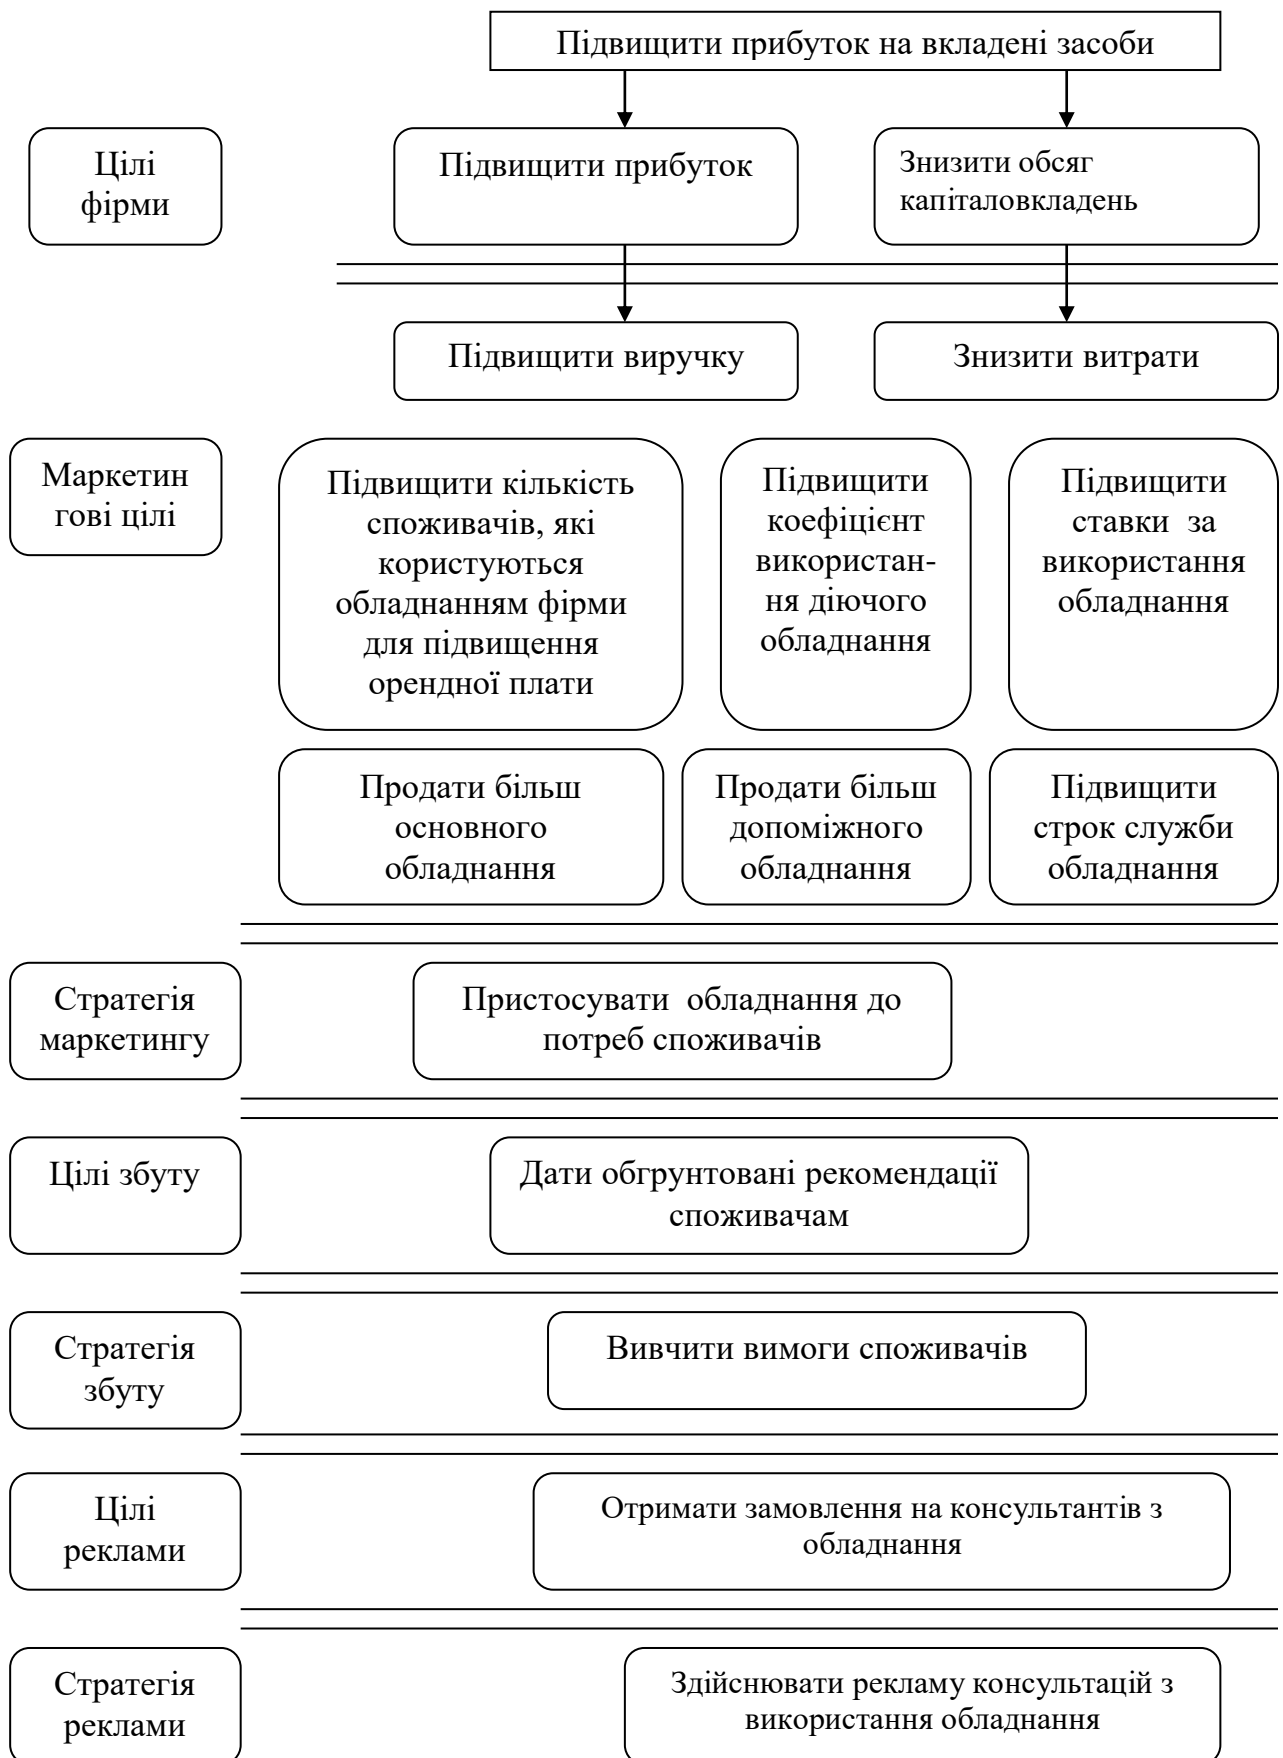 Підвищити прибуток на вкладені засоби
Цілі
фірми
Підвищити прибуток
Знизити обсяг
капіталовкладень
Підвищити виручку
Знизити витрати
Маркетин
гові цілі
Підвищити кількість
споживачів, які
користуються
обладнанням фірми
для підвищення
орендної плати
Підвищити
коефіцієнт
використан-
ня діючого
обладнання
Підвищити
ставки за
використання
обладнання
Продати більш
основного
обладнання
Продати більш
допоміжного
обладнання
Підвищити
строк служби
обладнання
Стратегія
маркетингу
Пристосувати обладнання до
потреб споживачів
Цілі збуту
Дати обгрунтовані рекомендації
споживачам
Стратегія
збуту
Вивчити вимоги споживачів
Цілі
реклами
Отримати замовлення на консультантів з
обладнання
Стратегія
реклами
Здійснювати рекламу консультацій з
використання обладнання